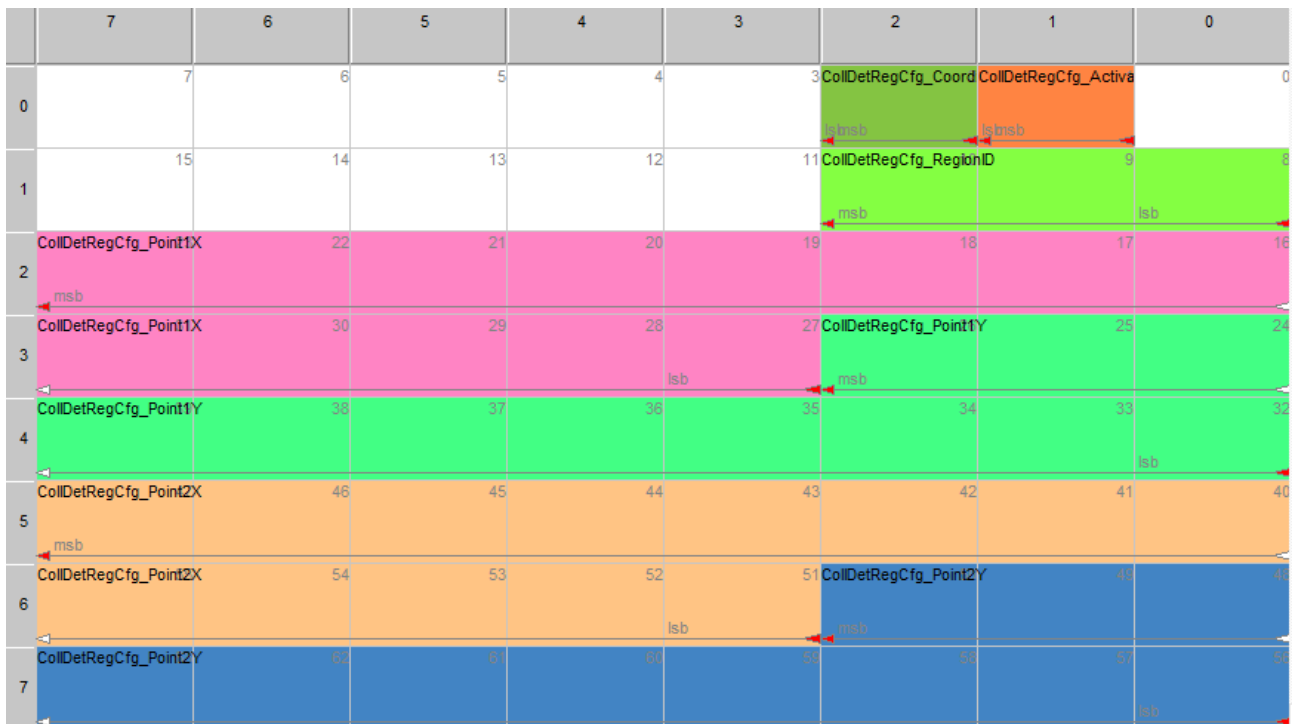 7 6 5 4 3 2 1 0
0 7 6 5 4 3 CollDetRegCfg_Coord CollDetRegCfg_Activa 0
lsb msb lsb msb
1 15 14 13 12 11 CollDetRegCfg_RegionID 9 8
msb lsb
2 CollDetRegCfg_Point1X 22 21 20 19 18 17 16
msb
3 CollDetRegCfg_Point1X 30 29 28 27 CollDetRegCfg_Point1Y 25 24
lsb msb
4 CollDetRegCfg_Point1Y 38 37 36 35 34 33 32
lsb
5 CollDetRegCfg_Point2X 46 45 44 43 42 41 40
msb
6 CollDetRegCfg_Point2X 54 53 52 51 CollDetRegCfg_Point2Y 49 48
lsb msb
7 CollDetRegCfg_Point2Y 62 61 60 59 58 57 56
lsb